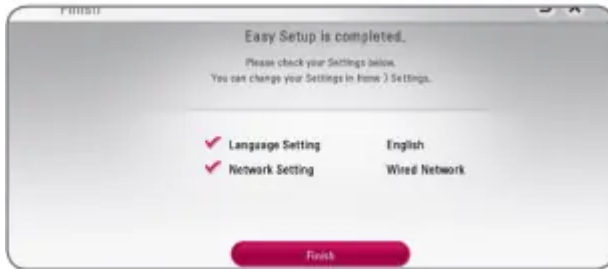 Finish
Easy Setup is completed.
Please check your Settings below.
You can change your Settings in Home > Settings.
Language Setting English
Network Setting Wired Network
Finish